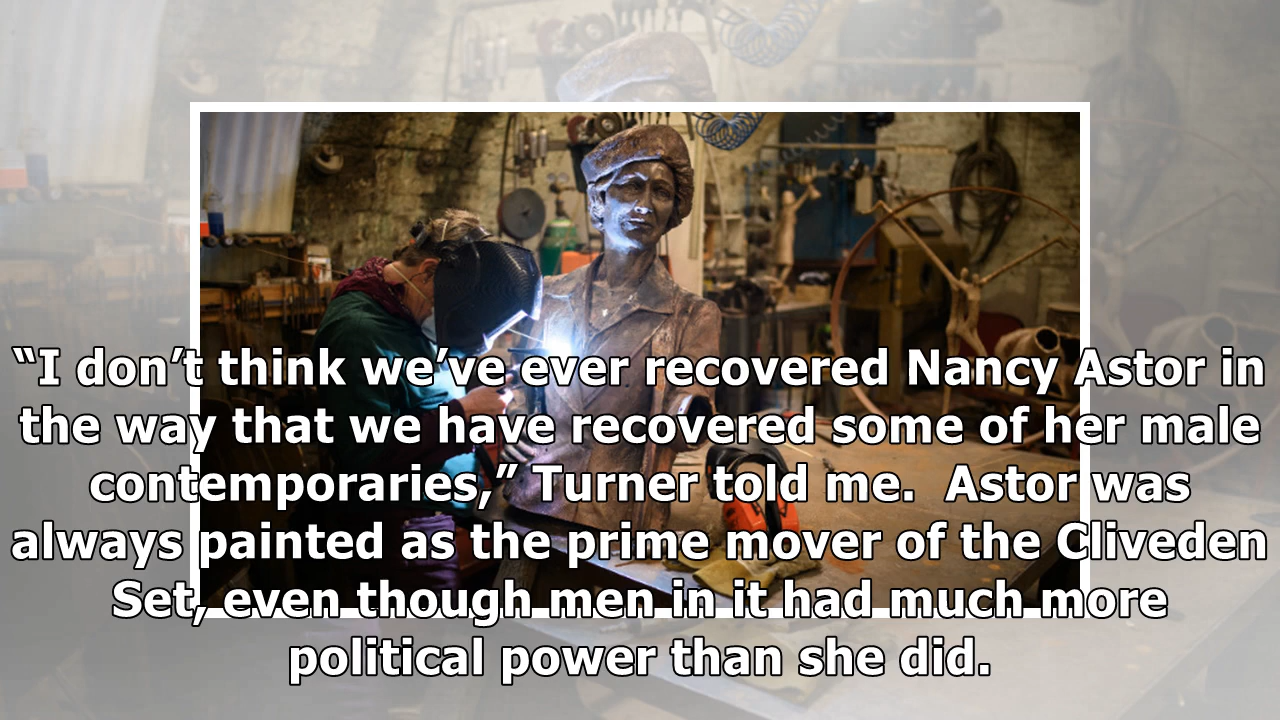 “I don’t think we’ve ever recovered Nancy Astor in
the way that we have recovered some of her male
contemporaries,” Turner told me.  Astor was
always painted as the prime mover of the Cliveden
Set, even though men in it had much more
political power than she did.